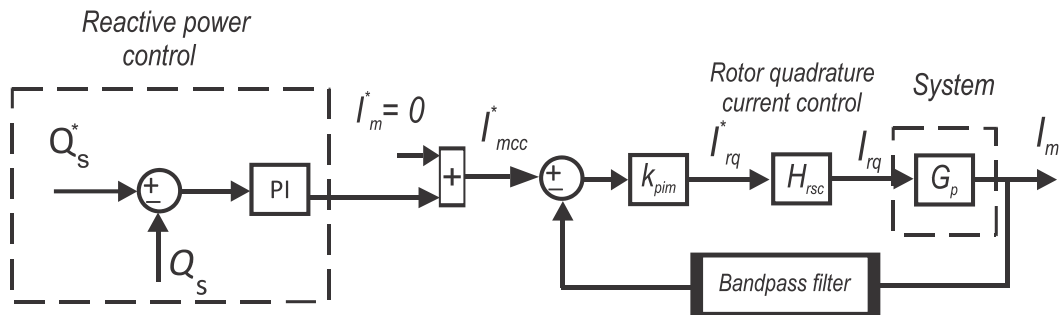 Reactive power
control
Q*s
+
−
Qs
PI
I*m = 0
+
I*mcc
+
−
kpim
I*rq
Rotor quadrature
current control
Hrsc
Irq
System
Gp
Im
Bandpass filter